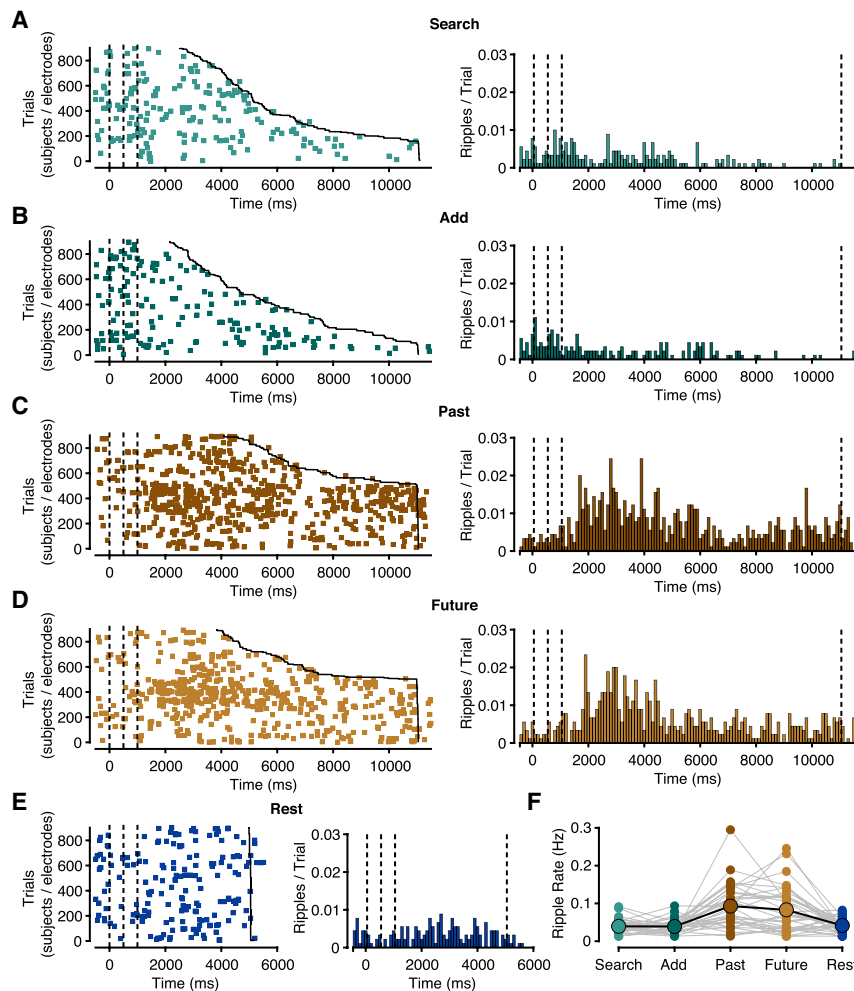 A
Search
Trials
(subjects / electrodes)
800
600
400
200
0
0 2000 4000 6000 8000 10000
Time (ms)
Ripples / Trial
0.03
0.02
0.01
0
0 2000 4000 6000 8000 10000
Time (ms)
B
Add
Trials
(subjects / electrodes)
800
600
400
200
0
0 2000 4000 6000 8000 10000
Time (ms)
Ripples / Trial
0.03
0.02
0.01
0
0 2000 4000 6000 8000 10000
Time (ms)
C
Past
Trials
(subjects / electrodes)
800
600
400
200
0
0 2000 4000 6000 8000 10000
Time (ms)
Ripples / Trial
0.03
0.02
0.01
0
0 2000 4000 6000 8000 10000
Time (ms)
D
Future
Trials
(subjects / electrodes)
800
600
400
200
0
0 2000 4000 6000 8000 10000
Time (ms)
Ripples / Trial
0.03
0.02
0.01
0
0 2000 4000 6000 8000 10000
Time (ms)
E
Rest
Trials
(subjects / electrodes)
800
600
400
200
0
0 2000 4000 6000
Time (ms)
Ripples / Trial
0.03
0.02
0.01
0
0 2000 4000 6000
Time (ms)
F
Ripple Rate (Hz)
0.3
0.2
0.1
0
Search Add Past Future Rest